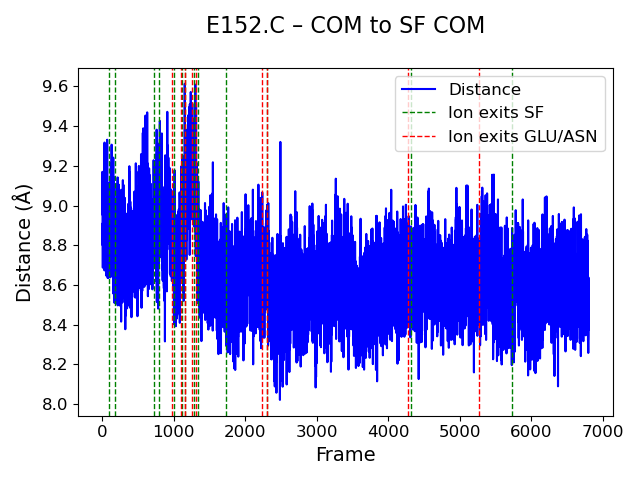 E152.C – COM to SF COM
Distance
Ion exits SF
Ion exits GLU/ASN
9.6
9.4
9.2
9.0
8.8
8.6
8.4
8.2
8.0
Distance (Å)
0 1000 2000 3000 4000 5000 6000 7000
Frame